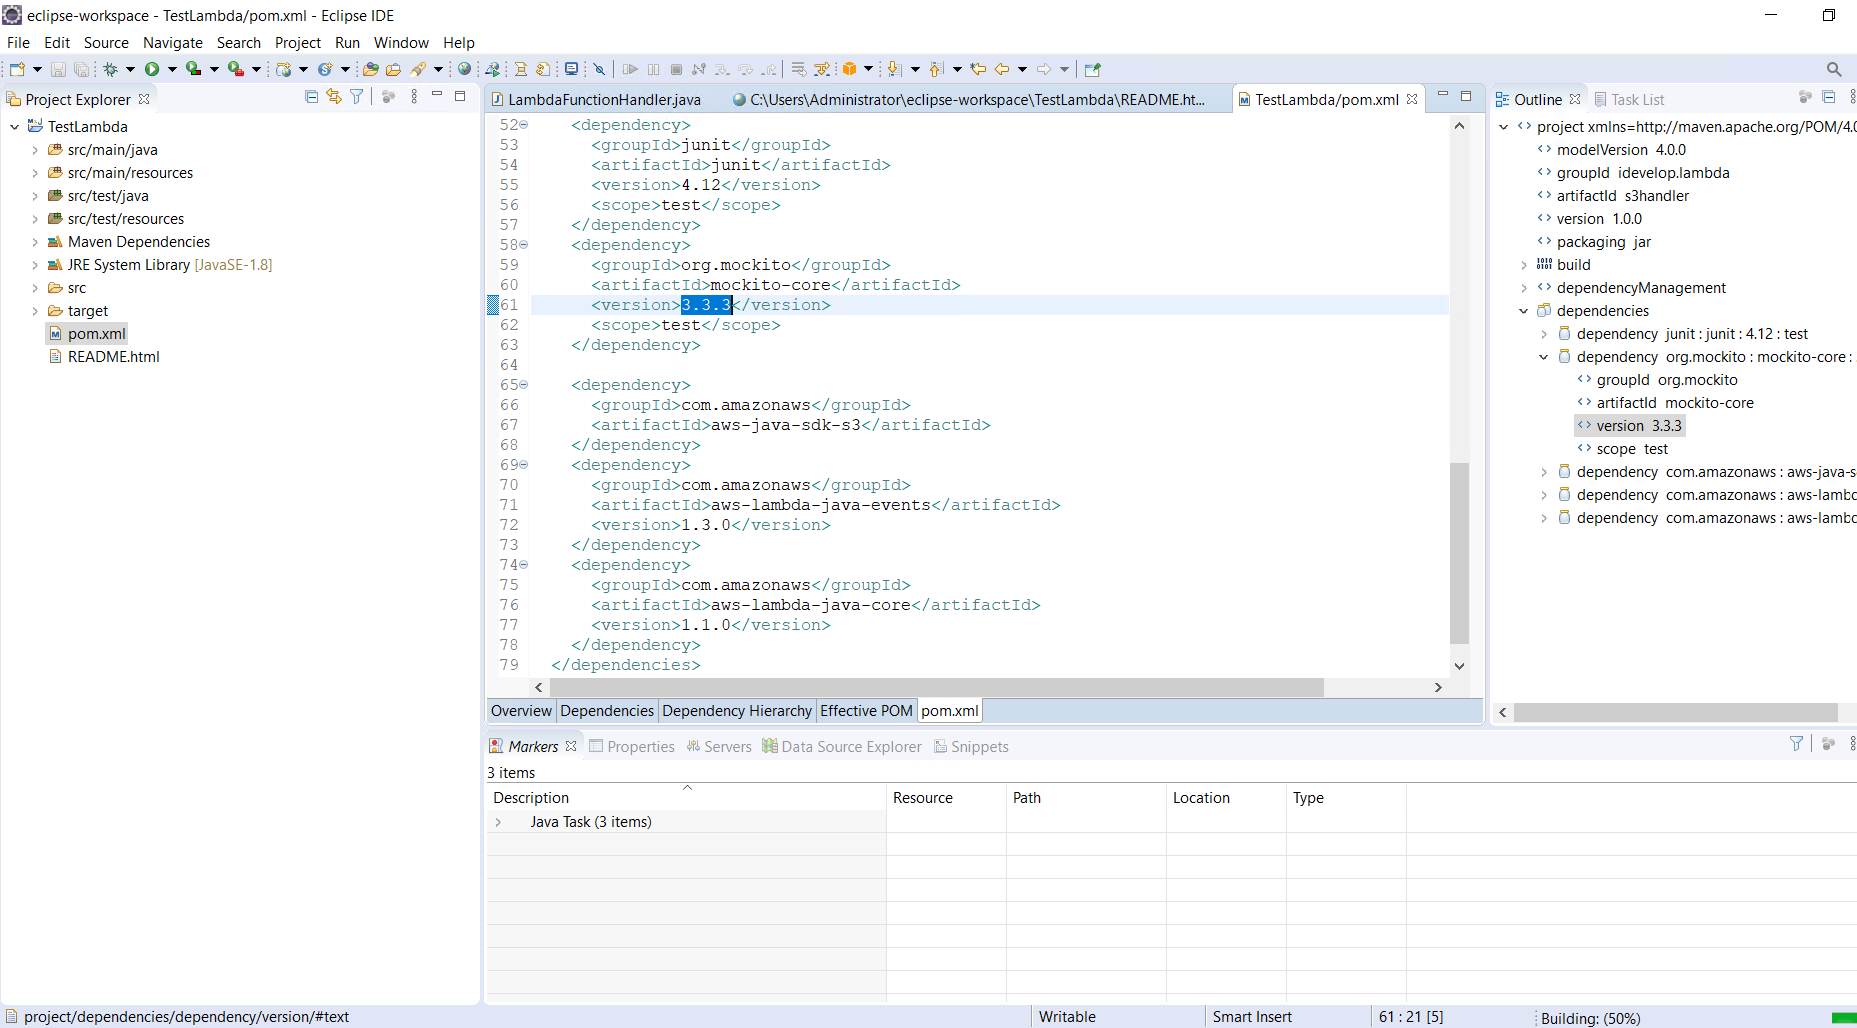 eclipse-workspace - TestLambda/pom.xml - Eclipse IDE
File Edit Source Navigate Search Project Run Window Help
Project Explorer
TestLambda
src/main/java
src/main/resources
src/test/java
src/test/resources
Maven Dependencies
JRE System Library [JavaSE-1.8]
src
target
pom.xml
README.html
LambdaFunctionHandler.java C:\Users\Administrator\eclipse-workspace\TestLambda\README.ht... TestLambda/pom.xml
52 <dependency>
53 <groupId>junit</groupId>
54 <artifactId>junit</artifactId>
55 <version>4.12</version>
56 <scope>test</scope>
57 </dependency>
58 <dependency>
59 <groupId>org.mockito</groupId>
60 <artifactId>mockito-core</artifactId>
61 <version>3.3.3</version>
62 <scope>test</scope>
63 </dependency>
64
65 <dependency>
66 <groupId>com.amazonaws</groupId>
67 <artifactId>aws-java-sdk-s3</artifactId>
68 </dependency>
69 <dependency>
70 <groupId>com.amazonaws</groupId>
71 <artifactId>aws-lambda-java-events</artifactId>
72 <version>1.3.0</version>
73 </dependency>
74 <dependency>
75 <groupId>com.amazonaws</groupId>
76 <artifactId>aws-lambda-java-core</artifactId>
77 <version>1.1.0</version>
78 </dependency>
79 </dependencies>
Overview Dependencies Dependency Hierarchy Effective POM pom.xml
Outline Task List
project xmlns=http://maven.apache.org/POM/4.0
modelVersion 4.0.0
groupId idevelop.lambda
artifactId s3handler
version 1.0.0
packaging jar
build
dependencyManagement
dependencies
dependency junit : junit : 4.12 : test
dependency org.mockito : mockito-core :
groupId org.mockito
artifactId mockito-core
version 3.3.3
scope test
dependency com.amazonaws : aws-java-s
dependency com.amazonaws : aws-lambd
dependency com.amazonaws : aws-lambd
Markers Properties Servers Data Source Explorer Snippets
3 items
Description Resource Path Location Type
Java Task (3 items)
project/dependencies/dependency/version/#text Writable Smart Insert 61 : 21 [5] Building: (50%)